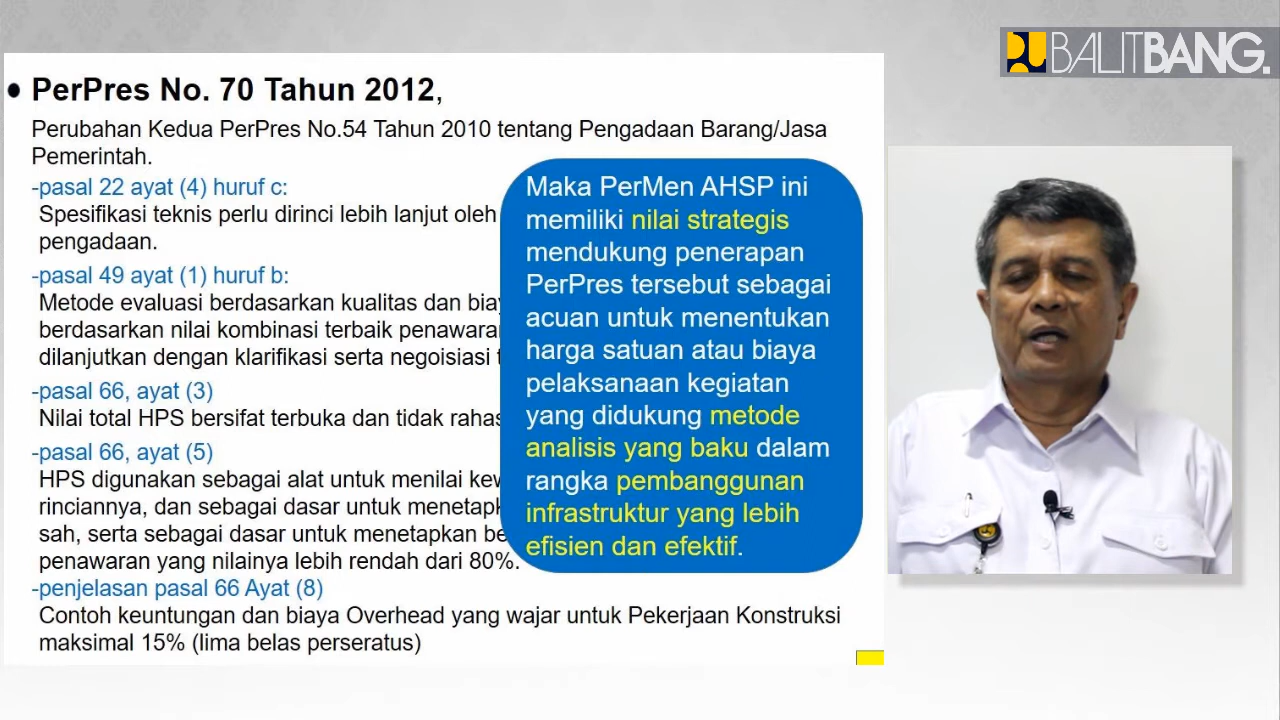 BALITBANG.
• PerPres No. 70 Tahun 2012,
Perubahan Kedua PerPres No.54 Tahun 2010 tentang Pengadaan Barang/Jasa
Pemerintah.
-pasal 22 ayat (4) huruf c:
Spesifikasi teknis perlu dirinci lebih lanjut oleh
pengadaan.
-pasal 49 ayat (1) huruf b:
Metode evaluasi berdasarkan kualitas dan
berdasarkan nilai kombinasi terbaik
dilanjutkan dengan klarifikasi serta negoisiasi
-pasal 66, ayat (3)
Nilai total HPS bersifat terbuka dan tidak
-pasal 66, ayat (5)
HPS digunakan sebagai alat untuk menilai
rinciannya, dan sebagai dasar untuk
sah, serta sebagai dasar untuk menetapkan
penawaran yang nilainya lebih rendah dari 80%.
-penjelasan pasal 66 Ayat (8)
Contoh keuntungan dan biaya Overhead yang wajar untuk Pekerjaan Konstruksi
maksimal 15% (lima belas perseratus)
Maka PerMen AHSP ini
memiliki nilai strategis
mendukung penerapan
PerPres tersebut sebagai
acuan untuk menentukan
harga satuan atau biaya
pelaksanaan kegiatan
yang didukung metode
analisis yang baku dalam
rangka pembanggunan
infrastruktur yang lebih
efisien dan efektif.